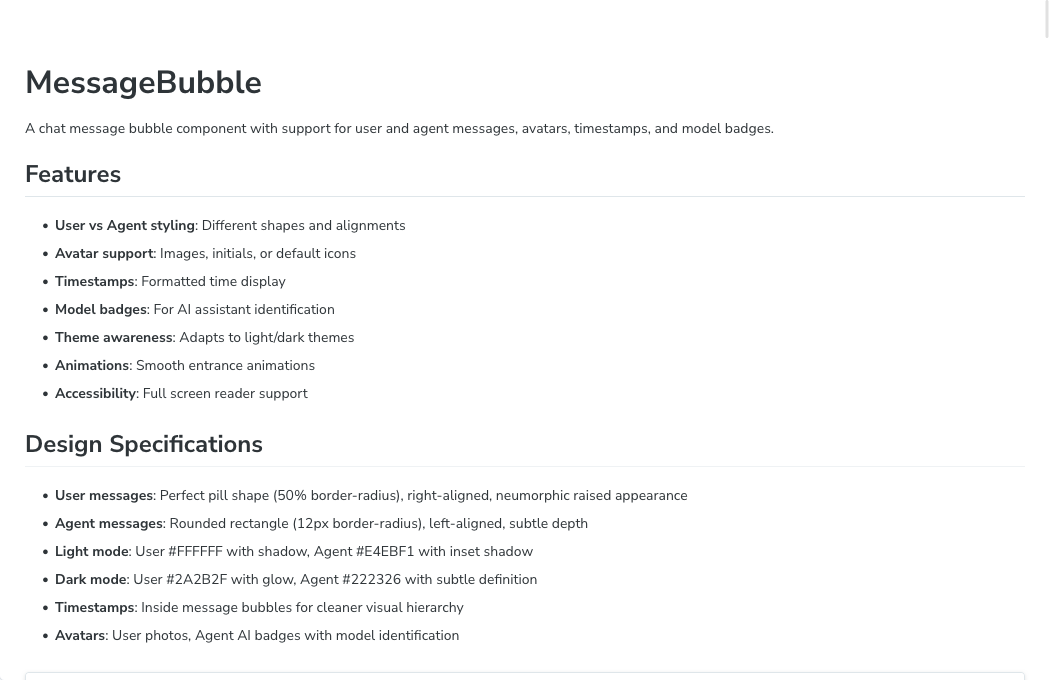 MessageBubble
A chat message bubble component with support for user and agent messages, avatars, timestamps, and model badges.
Features
• User vs Agent styling: Different shapes and alignments
• Avatar support: Images, initials, or default icons
• Timestamps: Formatted time display
• Model badges: For AI assistant identification
• Theme awareness: Adapts to light/dark themes
• Animations: Smooth entrance animations
• Accessibility: Full screen reader support
Design Specifications
• User messages: Perfect pill shape (50% border-radius), right-aligned, neumorphic raised appearance
• Agent messages: Rounded rectangle (12px border-radius), left-aligned, subtle depth
• Light mode: User #FFFFFF with shadow, Agent #E4EBF1 with inset shadow
• Dark mode: User #2A2B2F with glow, Agent #222326 with subtle definition
• Timestamps: Inside message bubbles for cleaner visual hierarchy
• Avatars: User photos, Agent AI badges with model identification